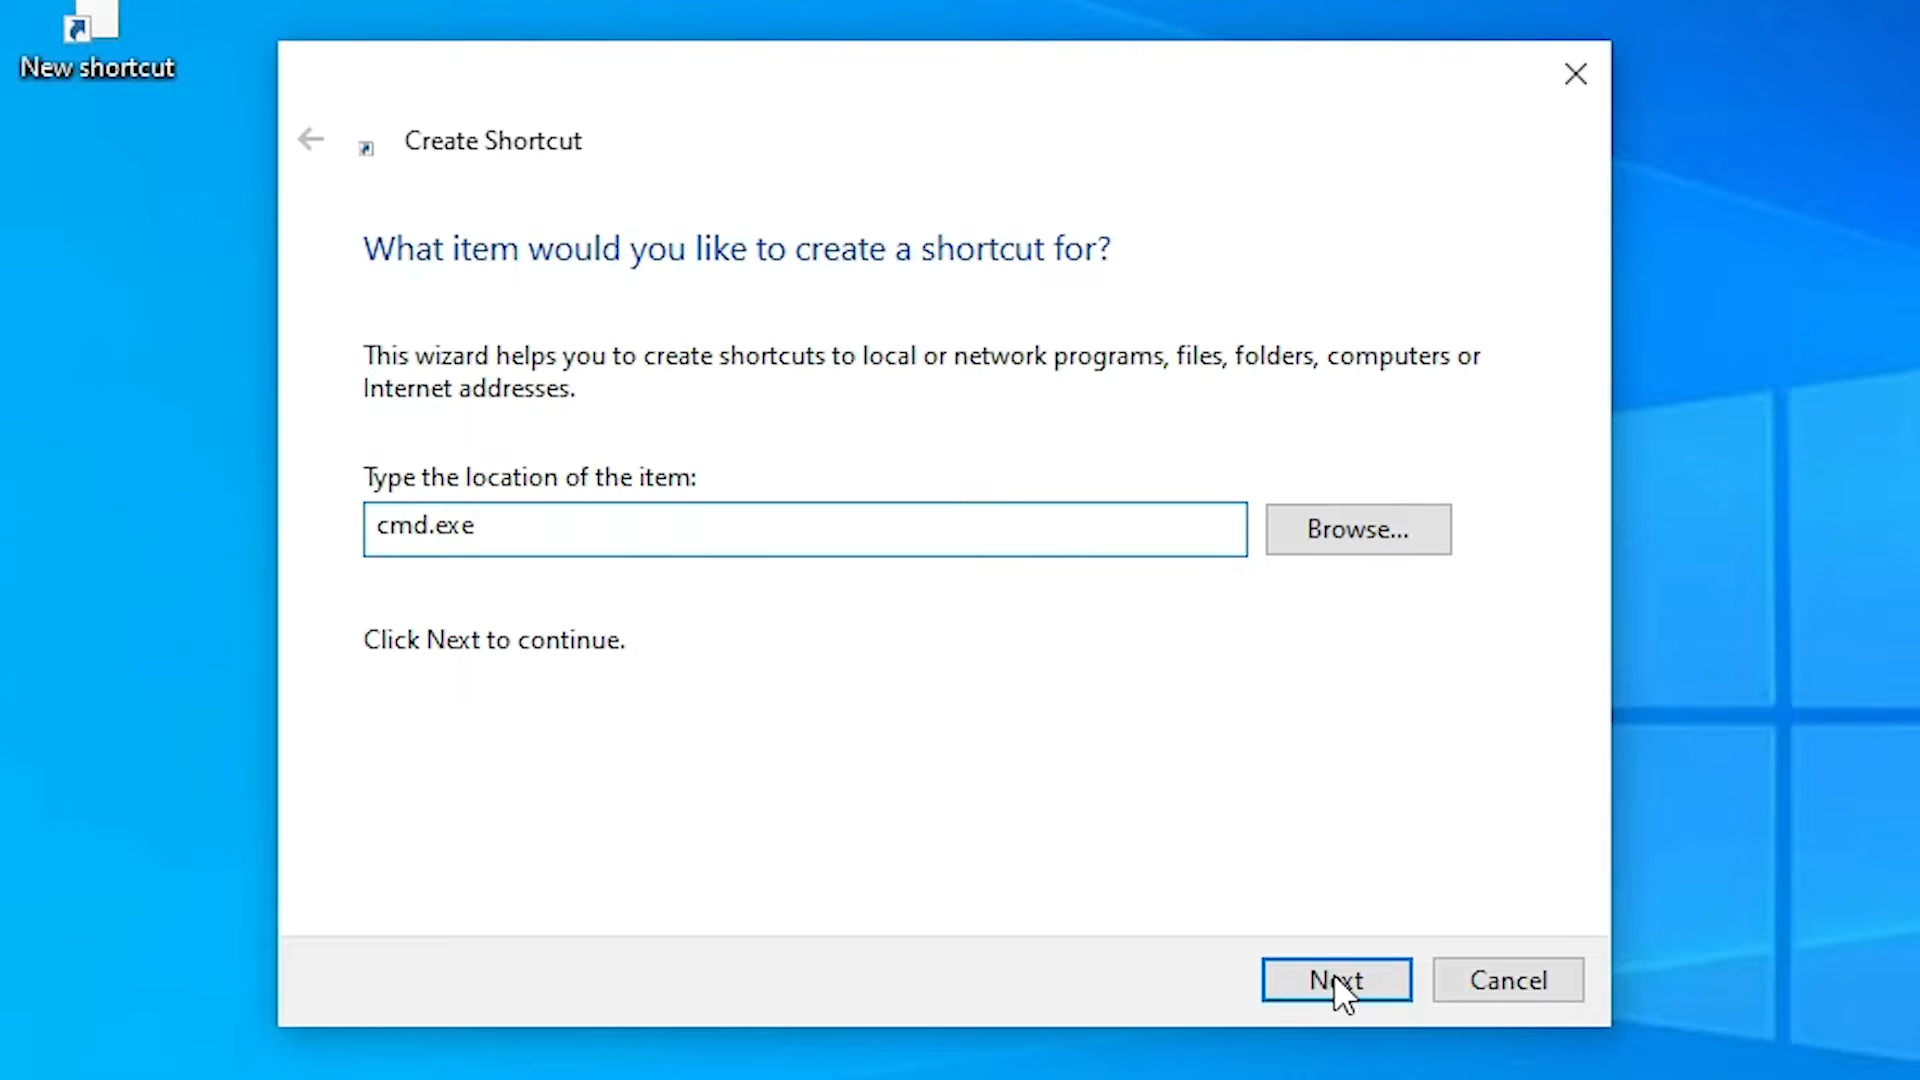 New shortcut
Create Shortcut
What item would you like to create a shortcut for?
This wizard helps you to create shortcuts to local or network programs, files, folders, computers or
Internet addresses.
Type the location of the item:
cmd.exe
Browse...
Click Next to continue.
Next
Cancel